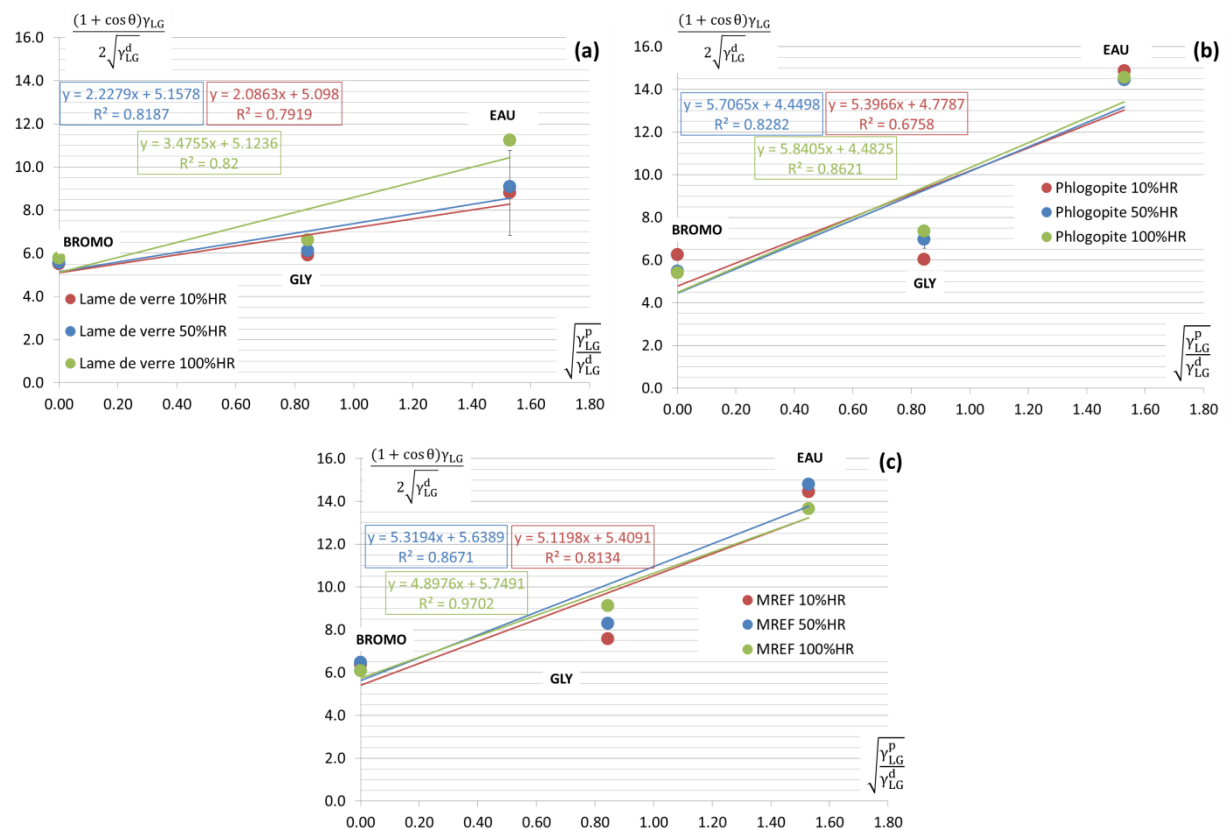 (1 + cos θ)γLG
2√γLG^d
(a)
16.0
14.0
12.0
10.0
8.0
6.0
4.0
2.0
0.0
y = 2.2279x + 5.1578
R² = 0.8187
y = 2.0863x + 5.098
R² = 0.7919
y = 3.4755x + 5.1236
R² = 0.82
EAU
BROMO
GLY
Lame de verre 10%HR
Lame de verre 50%HR
Lame de verre 100%HR
√(γLG^p/γLG^d)
0.00 0.20 0.40 0.60 0.80 1.00 1.20 1.40 1.60 1.80
(1 + cos θ)γLG
2√γLG^d
(b)
16.0
14.0
12.0
10.0
8.0
6.0
4.0
2.0
0.0
EAU
y = 5.7065x + 4.4498
R² = 0.8282
y = 5.3966x + 4.7787
R² = 0.6758
y = 5.8405x + 4.4825
R² = 0.8621
Phlogopite 10%HR
Phlogopite 50%HR
Phlogopite 100%HR
BROMO
GLY
√(γLG^p/γLG^d)
0.00 0.20 0.40 0.60 0.80 1.00 1.20 1.40 1.60 1.80
(1 + cos θ)γLG
2√γLG^d
(c)
16.0
14.0
12.0
10.0
8.0
6.0
4.0
2.0
0.0
EAU
y = 5.3194x + 5.6389
R² = 0.8671
y = 5.1198x + 5.4091
R² = 0.8134
y = 4.8976x + 5.7491
R² = 0.9702
MREF 10%HR
MREF 50%HR
MREF 100%HR
BROMO
GLY
√(γLG^p/γLG^d)
0.00 0.20 0.40 0.60 0.80 1.00 1.20 1.40 1.60 1.80